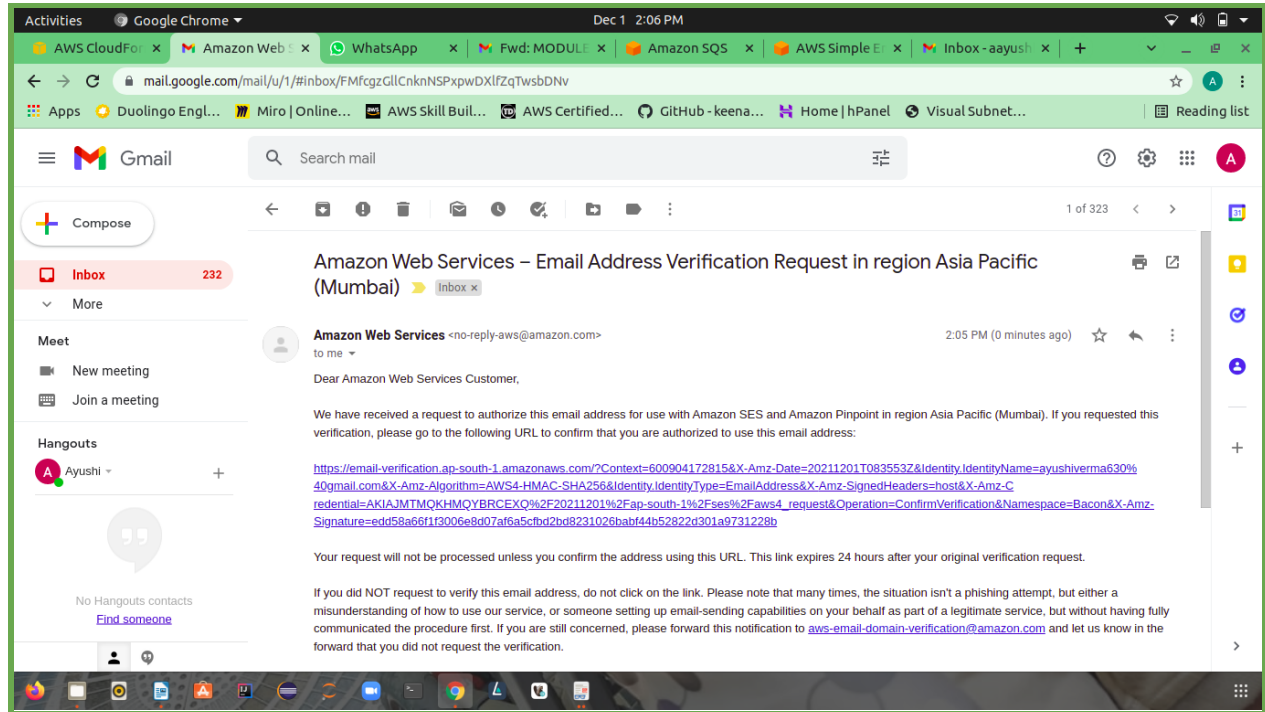 Activities Google Chrome Dec 1 2:06 PM
AWS CloudFor Amazon Web S WhatsApp Fwd: MODULE Amazon SQS AWS Simple Em Inbox - aayush
mail.google.com/mail/u/1/#inbox/FMfcgzGllCnknNSPxpwDXlfZqTwsbDNv A
Apps Duolingo Engl... Miro | Online... AWS Skill Buil... AWS Certified... GitHub - keena... Home | hPanel Visual Subnet... Reading list
Gmail Search mail A
Compose 1 of 323
Inbox 232
More
Meet
New meeting
Join a meeting
Hangouts
A Ayushi
No Hangouts contacts
Find someone
Amazon Web Services – Email Address Verification Request in region Asia Pacific
(Mumbai) Inbox x
Amazon Web Services <no-reply-aws@amazon.com> 2:05 PM (0 minutes ago)
to me
Dear Amazon Web Services Customer,
We have received a request to authorize this email address for use with Amazon SES and Amazon Pinpoint in region Asia Pacific (Mumbai). If you requested this
verification, please go to the following URL to confirm that you are authorized to use this email address:
https://email-verification.ap-south-1.amazonaws.com/?Context=600904172815&X-Amz-Date=20211201T083553Z&Identity.IdentityName=ayushiverma630%
40gmail.com&X-Amz-Algorithm=AWS4-HMAC-SHA256&Identity.IdentityType=EmailAddress&X-Amz-SignedHeaders=host&X-Amz-C
redential=AKIAJMTMQKHMQYBRCEXQ%2F20211201%2Fap-south-1%2Fses%2Faws4_request&Operation=ConfirmVerification&Namespace=Bacon&X-Amz-
Signature=edd58a66f1f3006e8d07af6a5cfbd2bd8231026babf44b52822d301a9731228b
Your request will not be processed unless you confirm the address using this URL. This link expires 24 hours after your original verification request.
If you did NOT request to verify this email address, do not click on the link. Please note that many times, the situation isn't a phishing attempt, but either a
misunderstanding of how to use our service, or someone setting up email-sending capabilities on your behalf as part of a legitimate service, but without having fully
communicated the procedure first. If you are still concerned, please forward this notification to aws-email-domain-verification@amazon.com and let us know in the
forward that you did not request the verification.
31